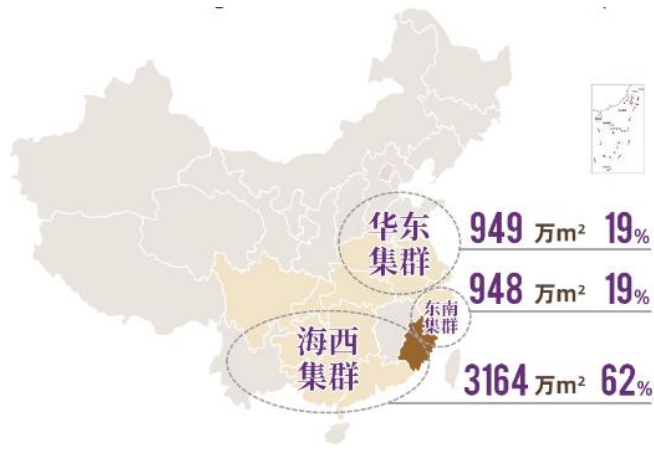 华东
集群
949 万m² 19%
东南
集群
948 万m² 19%
海西
集群
3164 万m² 62%